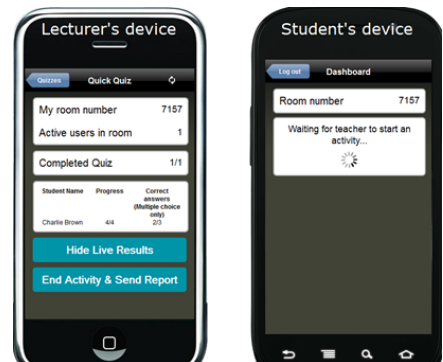 Lecturer's device
Quizzes
Quick Quiz
My room number 7157
Active users in room 1
Completed Quiz 1/1
Student Name Progress Correct
answers
(Multiple choice
only)
Charlie Brown 4/4 2/3
Hide Live Results
End Activity & Send Report
Student's device
Log out
Dashboard
Room number 7157
Waiting for teacher to start an
activity...